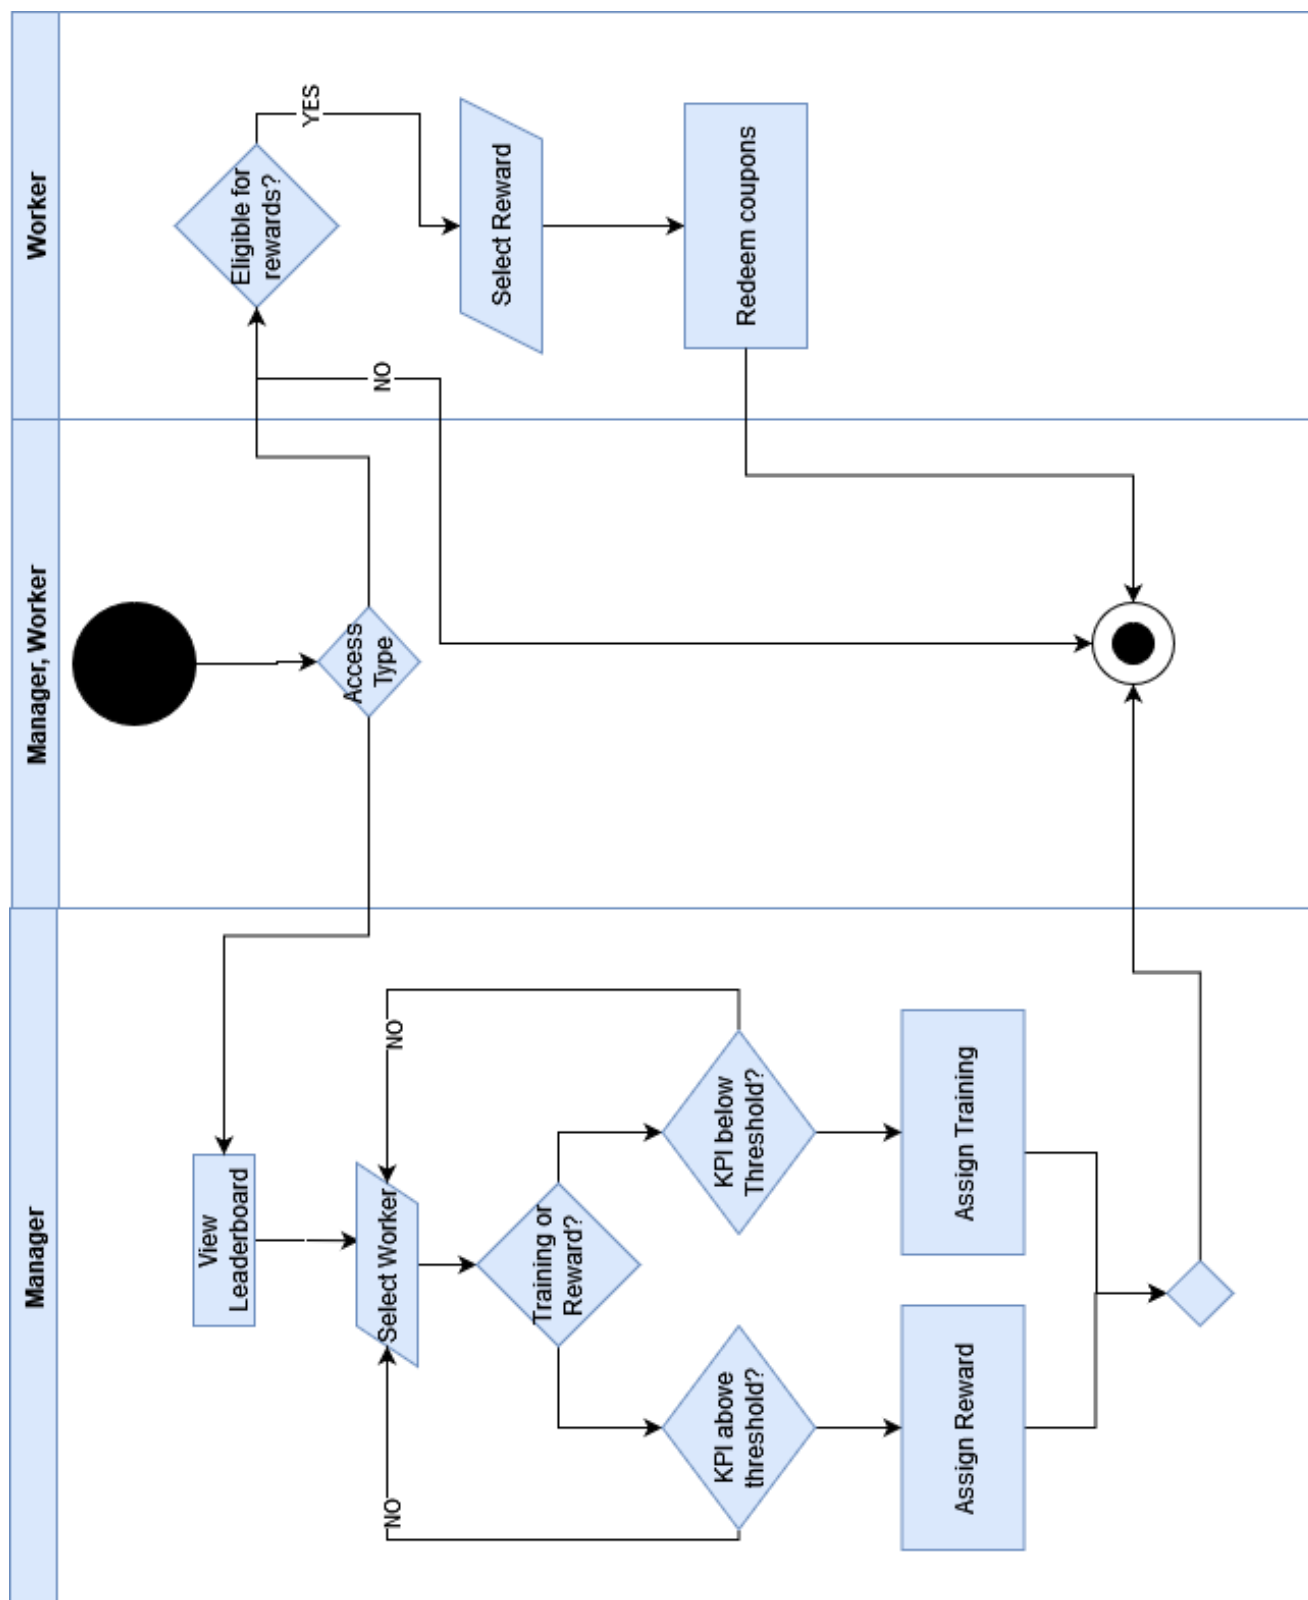 Manager
Manager, Worker
Worker
View
Leaderboard
Select Worker
NO
NO
Training or
Reward?
KPI above
threshold?
KPI below
Threshold?
Assign Reward
Assign Training
Access
Type
Eligible for
rewards?
YES
NO
Select Reward
Redeem coupons